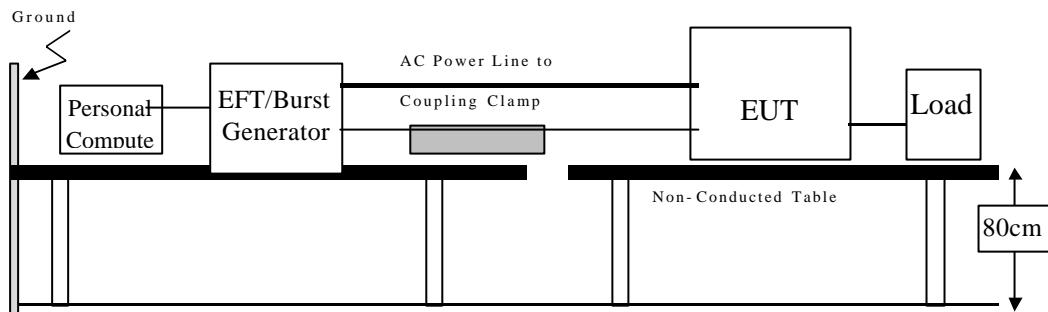 Ground
AC Power Line to
Personal
Compute
EFT/Burst
Generator
Coupling Clamp
EUT
Load
Non-Conducted Table
80cm